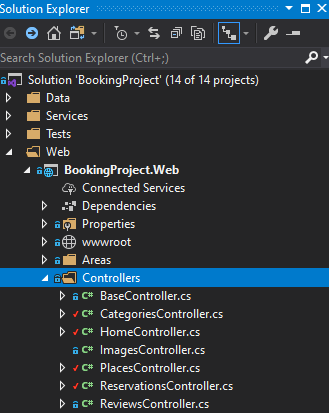 Solution Explorer
Search Solution Explorer (Ctrl+;)
Solution 'BookingProject' (14 of 14 projects)
Data
Services
Tests
Web
BookingProject.Web
Connected Services
Dependencies
Properties
wwwroot
Areas
Controllers
C# BaseController.cs
C# CategoriesController.cs
C# HomeController.cs
C# ImagesController.cs
C# PlacesController.cs
C# ReservationsController.cs
C# ReviewsController.cs